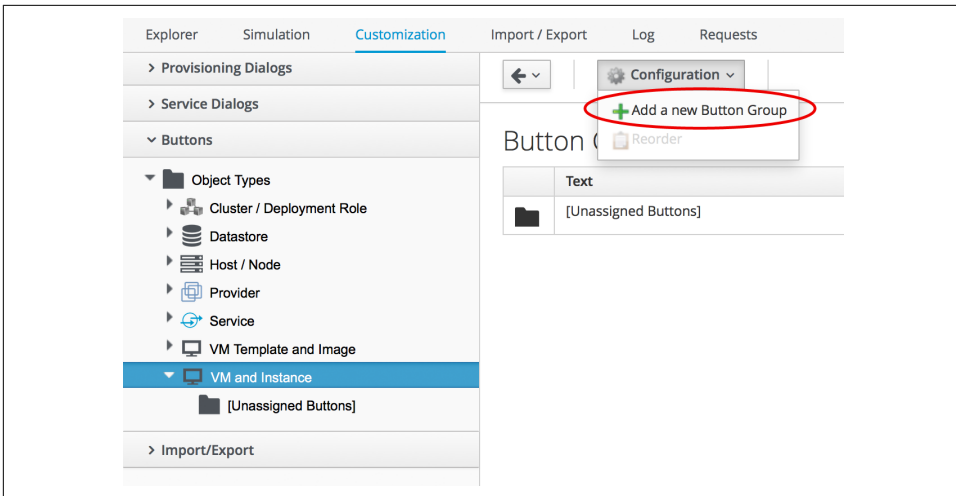 Explorer Simulation Customization Import / Export Log Requests
> Provisioning Dialogs
> Service Dialogs
Buttons
Object Types
Cluster / Deployment Role
Datastore
Host / Node
Provider
Service
VM Template and Image
VM and Instance
[Unassigned Buttons]
> Import/Export
Configuration
Add a new Button Group
Reorder
Button
Text
[Unassigned Buttons]